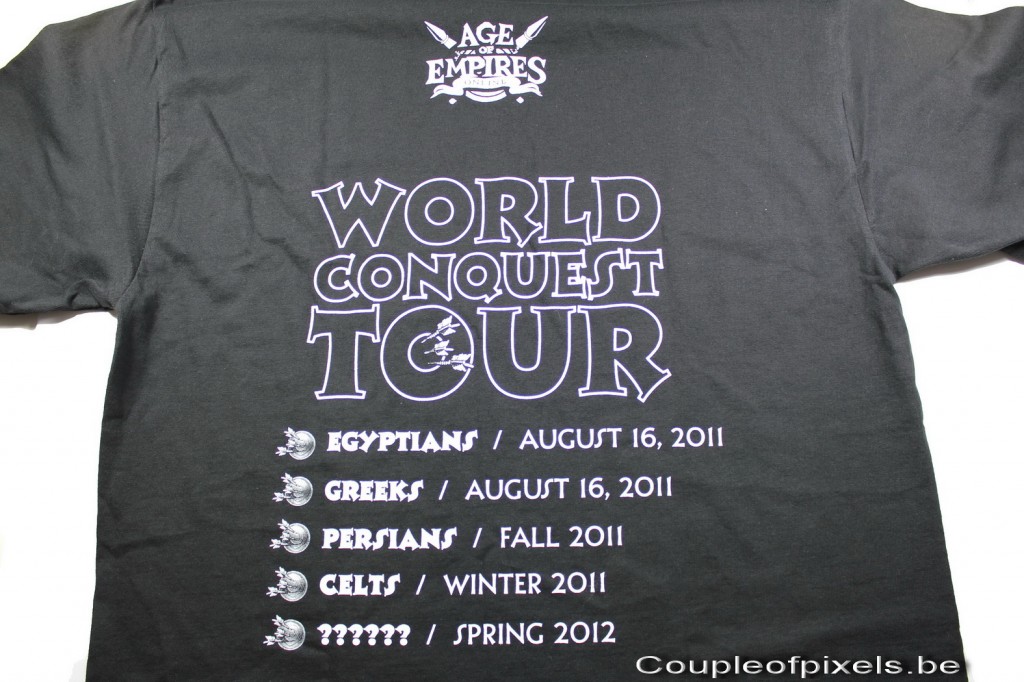 AGE
OF
EMPIRES
ONLINE
WORLD
CONQUEST
TOUR
EGYPTIANS / AUGUST 16, 2011
GREEKS / AUGUST 16, 2011
PERSIANS / FALL 2011
CELTS / WINTER 2011
?????? / SPRING 2012
Coupleofpixels.be